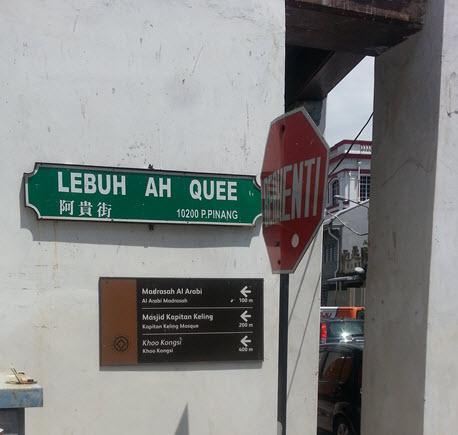 LEBUH AH QUEE
阿貴街 10200 P.PINANG
Madrasah Al Arabi
Al Arabi Madrasah 100 m
Masjid Kapitan Keling
Kapitan Keling Mosque 200 m
Khoo Kongsi
Khoo Kongsi 400 m